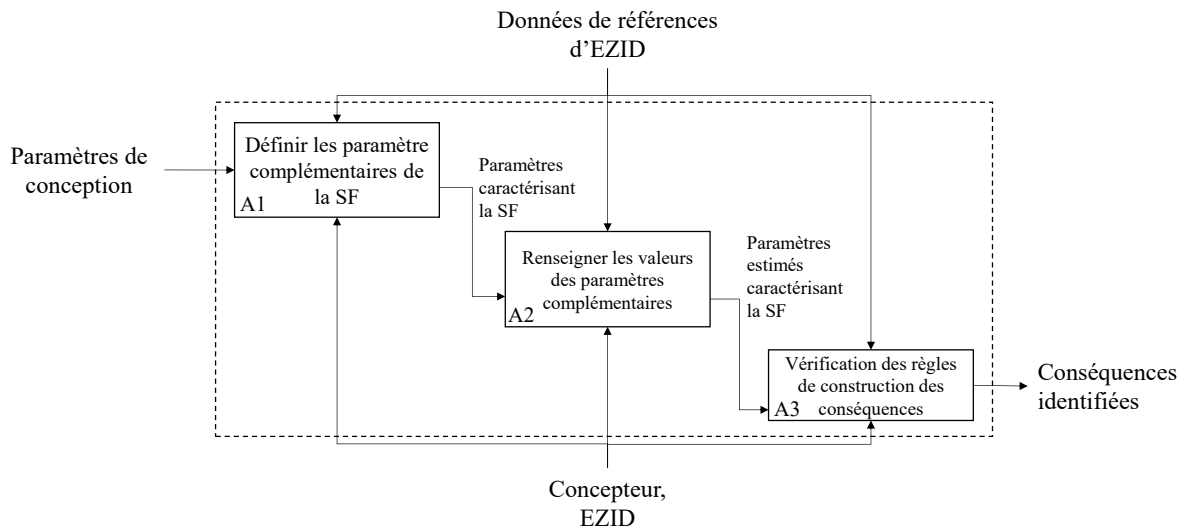 Données de références
d’EZID
Paramètres de
conception
Définir les paramètre
complémentaires de
la SF
A1
Paramètres
caractérisant
la SF
Renseigner les valeurs
des paramètres
complémentaires
A2
Paramètres
estimés
caractérisant
la SF
Vérification des règles
de construction des
conséquences
A3
Conséquences
identifiées
Concepteur,
EZID